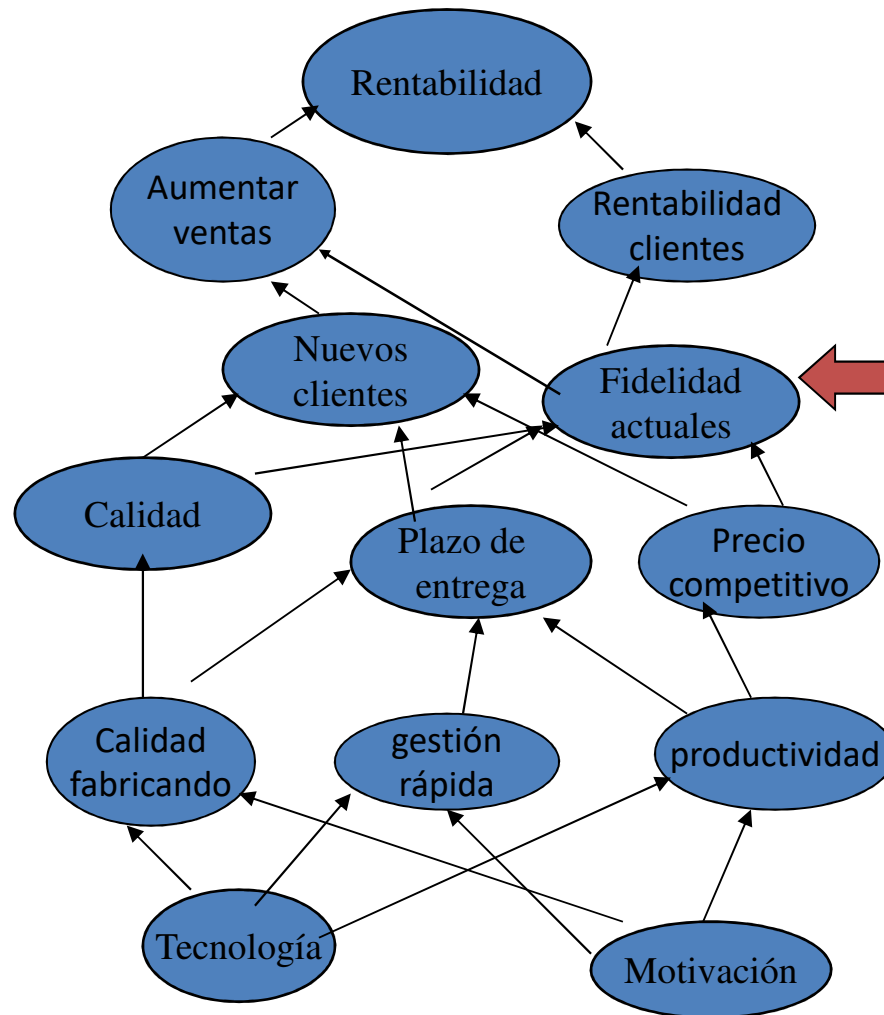 Rentabilidad
Aumentar
ventas
Rentabilidad
clientes
Nuevos
clientes
Fidelidad
actuales
Calidad
Plazo de
entrega
Precio
competitivo
Calidad
fabricando
gestión
rápida
productividad
Tecnología
Motivación